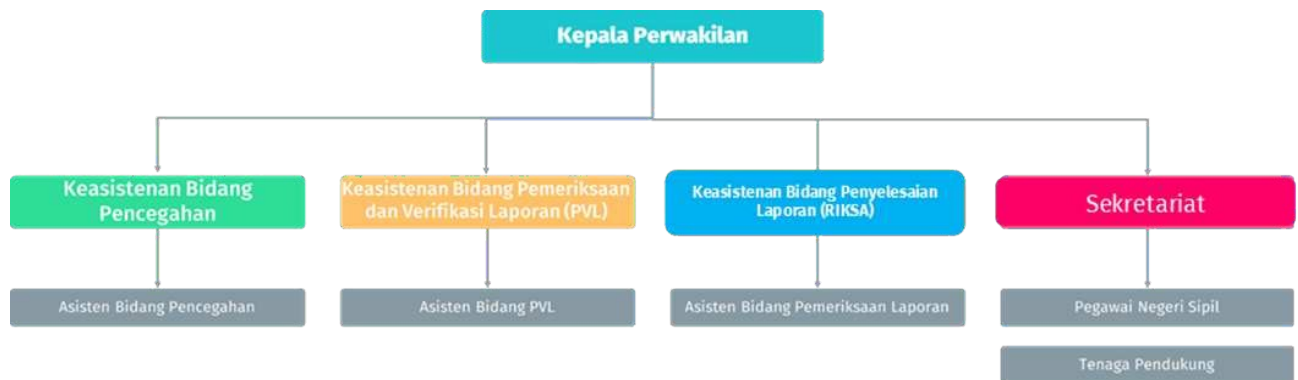 Kepala Perwakilan
Keasistenan Bidang
Pencegahan
Keasistenan Bidang Pemeriksaan
dan Verifikasi Laporan (PVL)
Keasistenan Bidang Penyelesaian
Laporan (RIKSA)
Sekretariat
Asisten Bidang Pencegahan
Asisten Bidang PVL
Asisten Bidang Pemeriksaan Laporan
Pegawai Negeri Sipil
Tenaga Pendukung